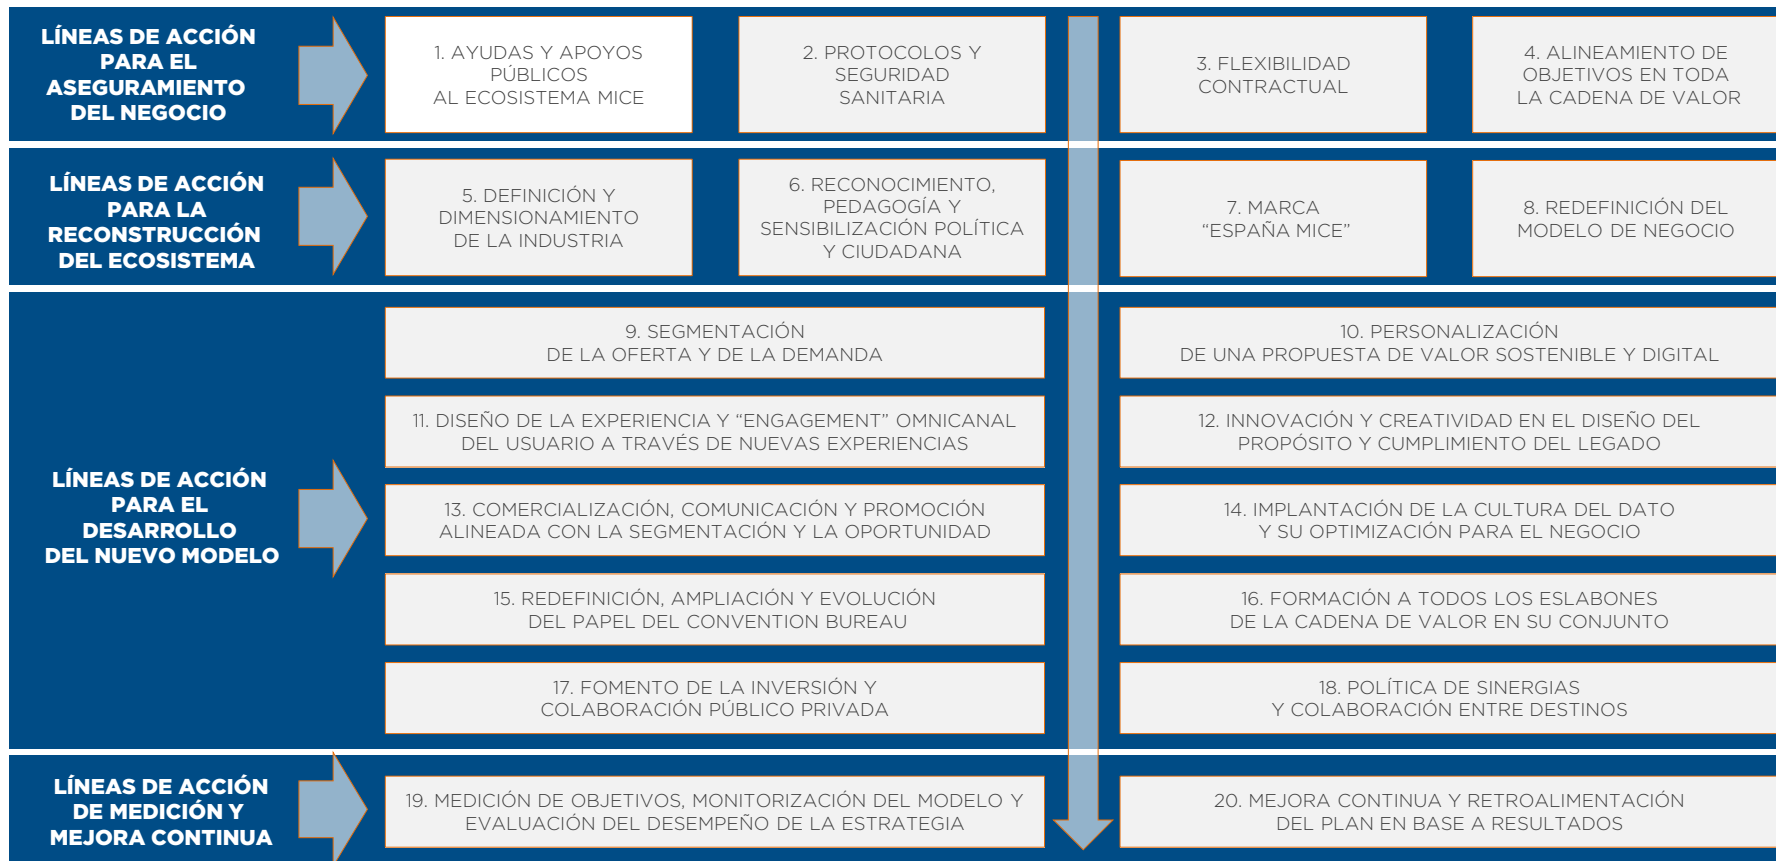 LÍNEAS DE ACCIÓN
PARA EL
ASEGURAMIENTO
DEL NEGOCIO
1. AYUDAS Y APOYOS
PÚBLICOS
AL ECOSISTEMA MICE
2. PROTOCOLOS Y
SEGURIDAD
SANITARIA
3. FLEXIBILIDAD
CONTRACTUAL
4. ALINEAMIENTO DE
OBJETIVOS EN TODA
LA CADENA DE VALOR
LÍNEAS DE ACCIÓN
PARA LA
RECONSTRUCCIÓN
DEL ECOSISTEMA
5. DEFINICIÓN Y
DIMENSIONAMIENTO
DE LA INDUSTRIA
6. RECONOCIMIENTO,
PEDAGOGÍA Y
SENSIBILIZACIÓN POLÍTICA
Y CIUDADANA
7. MARCA
“ESPAÑA MICE”
8. REDEFINICIÓN DEL
MODELO DE NEGOCIO
LÍNEAS DE ACCIÓN
PARA EL
DESARROLLO
DEL NUEVO MODELO
9. SEGMENTACIÓN
DE LA OFERTA Y DE LA DEMANDA
10. PERSONALIZACIÓN
DE UNA PROPUESTA DE VALOR SOSTENIBLE Y DIGITAL
11. DISEÑO DE LA EXPERIENCIA Y “ENGAGEMENT” OMNICANAL
DEL USUARIO A TRAVÉS DE NUEVAS EXPERIENCIAS
12. INNOVACIÓN Y CREATIVIDAD EN EL DISEÑO DEL
PROPÓSITO Y CUMPLIMIENTO DEL LEGADO
13. COMERCIALIZACIÓN, COMUNICACIÓN Y PROMOCIÓN
ALINEADA CON LA SEGMENTACIÓN Y LA OPORTUNIDAD
14. IMPLANTACIÓN DE LA CULTURA DEL DATO
Y SU OPTIMIZACIÓN PARA EL NEGOCIO
15. REDEFINICIÓN, AMPLIACIÓN Y EVOLUCIÓN
DEL PAPEL DEL CONVENTION BUREAU
16. FORMACIÓN A TODOS LOS ESLABONES
DE LA CADENA DE VALOR EN SU CONJUNTO
17. FOMENTO DE LA INVERSIÓN Y
COLABORACIÓN PÚBLICO PRIVADA
18. POLÍTICA DE SINERGIAS
Y COLABORACIÓN ENTRE DESTINOS
LÍNEAS DE ACCIÓN
DE MEDICIÓN Y
MEJORA CONTINUA
19. MEDICIÓN DE OBJETIVOS, MONITORIZACIÓN DEL MODELO Y
EVALUACIÓN DEL DESEMPEÑO DE LA ESTRATEGIA
20. MEJORA CONTINUA Y RETROALIMENTACIÓN
DEL PLAN EN BASE A RESULTADOS